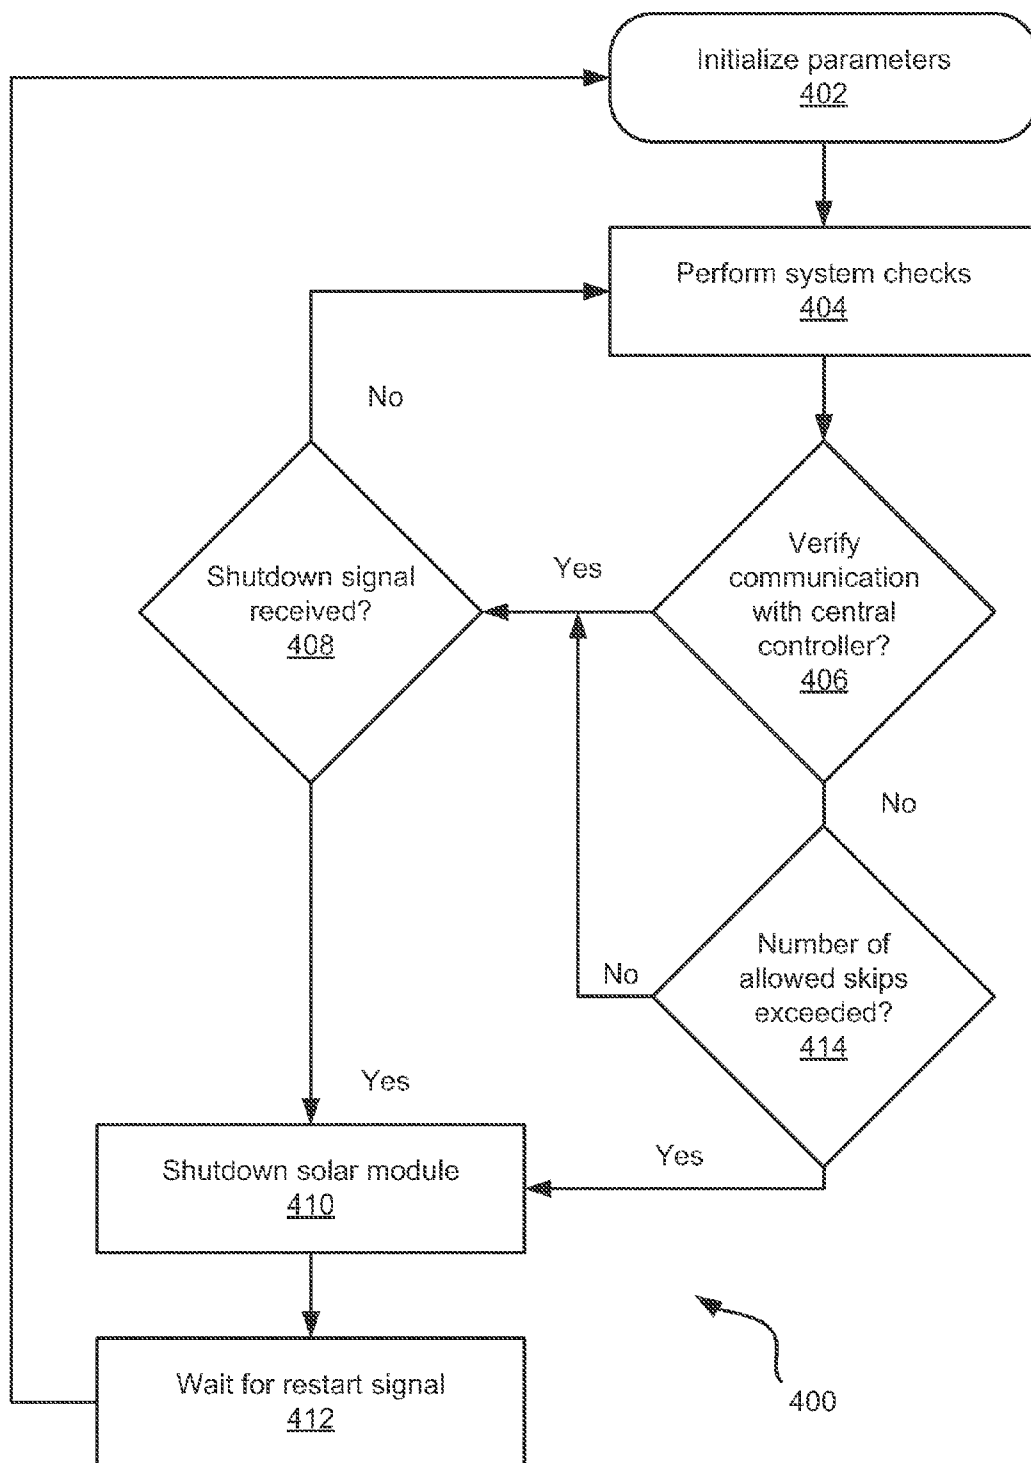 Initialize parameters
402
Perform system checks
404
No
Verify
communication
with central
controller?
406
Yes
Shutdown signal
received?
408
No
Number of
allowed skips
exceeded?
414
No
Yes
Yes
Shutdown solar module
410
Wait for restart signal
412
400